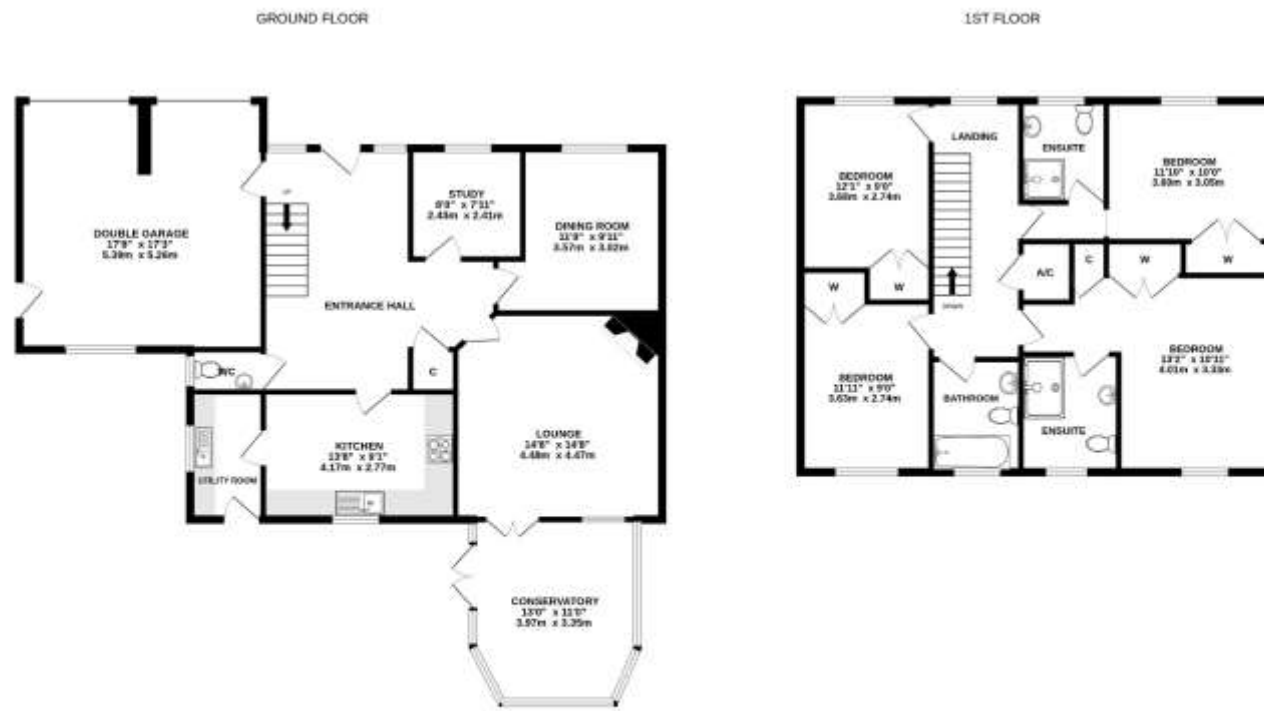 GROUND FLOOR
1ST FLOOR
DOUBLE GARAGE
17'8" x 17'3"
5.39m x 5.26m
UP
STUDY
7'11"
2.41m
DINING ROOM
11'9" x 9'11"
3.57m x 3.02m
ENTRANCE HALL
WC
C
KITCHEN
13'8" x 9'1"
4.17m x 2.77m
UTILITY ROOM
LOUNGE
14'8" x 14'8"
4.48m x 4.47m
CONSERVATORY
13'0" x 11'0"
3.97m x 3.35m
LANDING
ENSUITE
BEDROOM
11'10" x 10'0"
3.60m x 3.05m
BEDROOM
12'1" x 9'0"
3.68m x 2.74m
W
W
W
W
C
A/C
DOWN
BEDROOM
11'11" x 9'0"
3.63m x 2.74m
BATHROOM
ENSUITE
BEDROOM
13'2" x 10'11"
4.01m x 3.33m